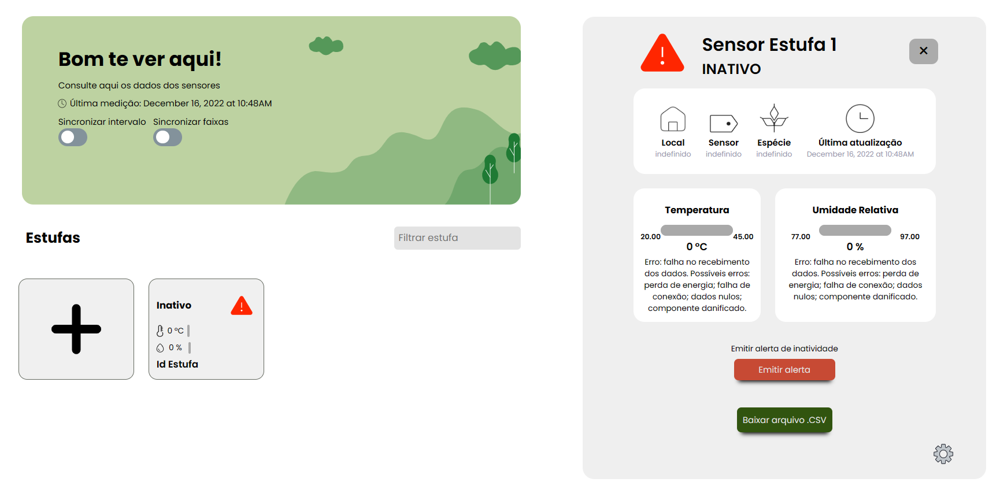 Bom te ver aqui!
Consulte aqui os dados dos sensores
Última medição: December 16, 2022 at 10:48AM
Sincronizar intervalo Sincronizar faixas
Estufas
Filtrar estufa
Inativo
0 °C
0 %
Id Estufa
Sensor Estufa 1
INATIVO
Local Sensor Espécie Última atualização
indefinido indefinido indefinido December 16, 2022 at 10:48AM
Temperatura
20.00 45.00
0 °C
Erro: falha no recebimento
dos dados. Possíveis erros:
perda de energia; falha de
conexão; dados nulos;
componente danificado.
Umidade Relativa
77.00 97.00
0 %
Erro: falha no recebimento dos
dados. Possíveis erros: perda de
energia; falha de conexão; dados
nulos; componente danificado.
Emitir alerta de inatividade
Emitir alerta
Baixar arquivo .CSV